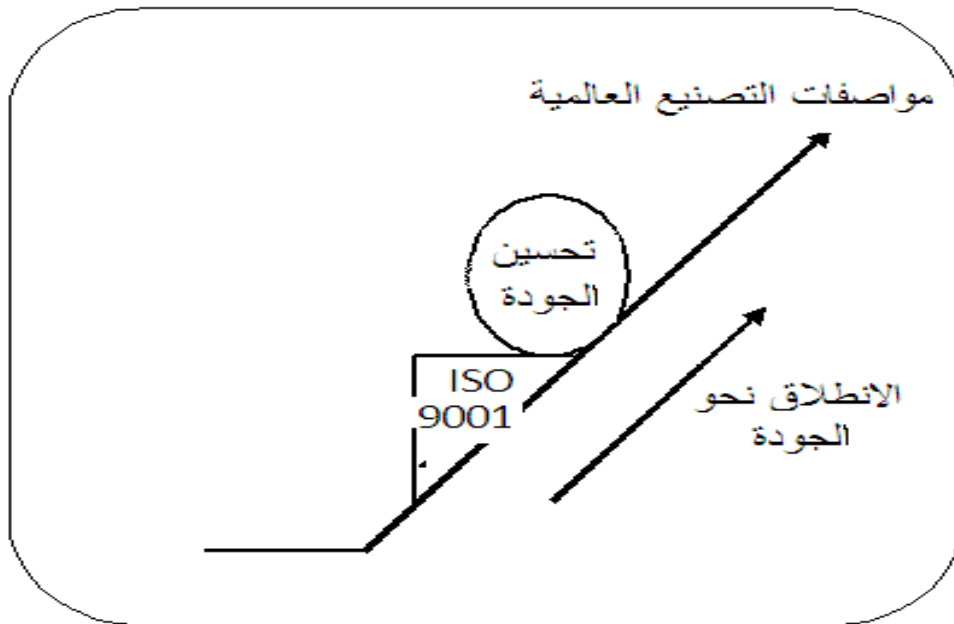 مواصفات التصنيع العالمية
تحسين
الجودة
ISO
9001
الانطلاق نحو
الجودة